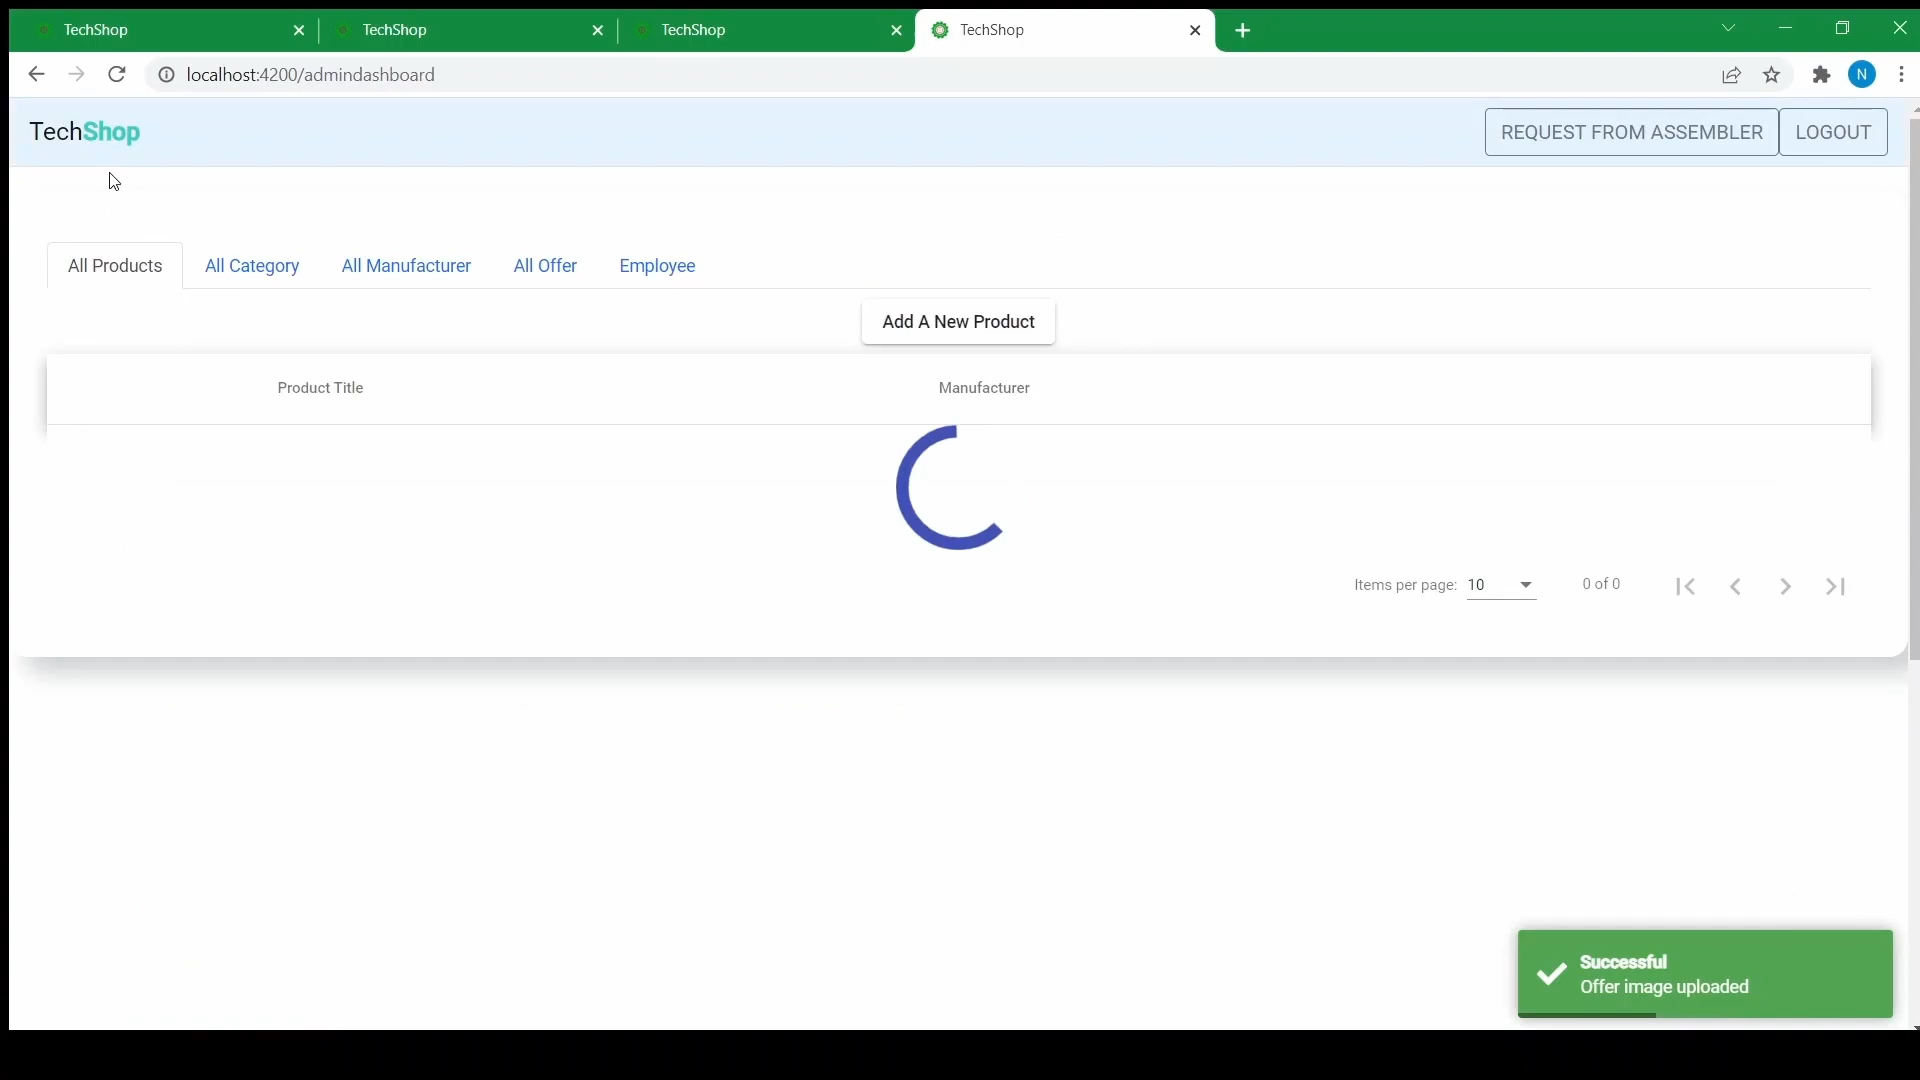 TechShop TechShop TechShop TechShop
localhost:4200/admindashboard N
TechShop REQUEST FROM ASSEMBLER LOGOUT
All Products All Category All Manufacturer All Offer Employee
Add A New Product
Product Title Manufacturer
Items per page: 10 0 of 0
Successful
Offer image uploaded